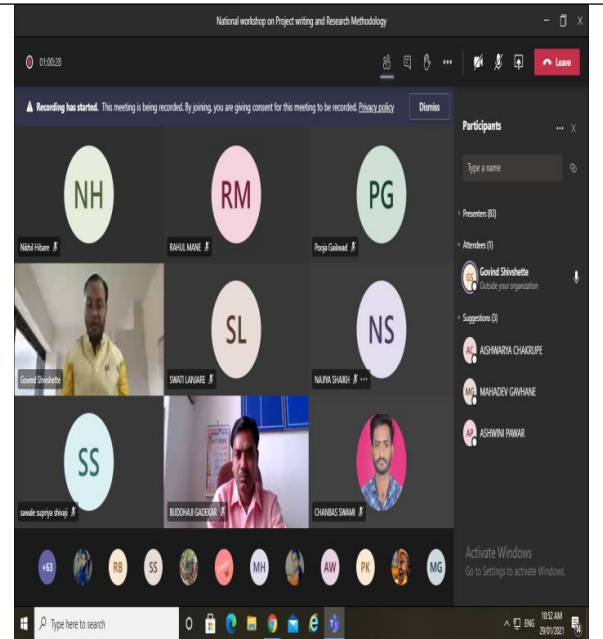 National workshop on Project writing and Research Methodology
01:00:28
Leave
Recording has started. This meeting is being recorded. By joining, you are giving consent for this meeting to be recorded. Privacy policy
Dismiss
NH
Nikhil Hibare
RM
RAHUL MANE
PG
Pooja Gaikwad
Govind Shivshette
SL
SWATI LANJARE
NS
NAJIYA SHAIKH
SS
sawale supriya shivaji
BUDDHAJI GADEKAR
CHANBAS SWAMI
+63
RB
SS
MH
AW
PK
MG
Participants
Type a name
Presenters (83)
Attendees (1)
GS
Govind Shivshette
Outside your organization
Suggestions (3)
AC
AISHWARYA CHAKRUPE
MG
MAHADEV GAVHANE
AP
ASHWINI PAWAR
Activate Windows
Go to Settings to activate Windows.
Type here to search
ENG
10:52 AM
29/01/2021